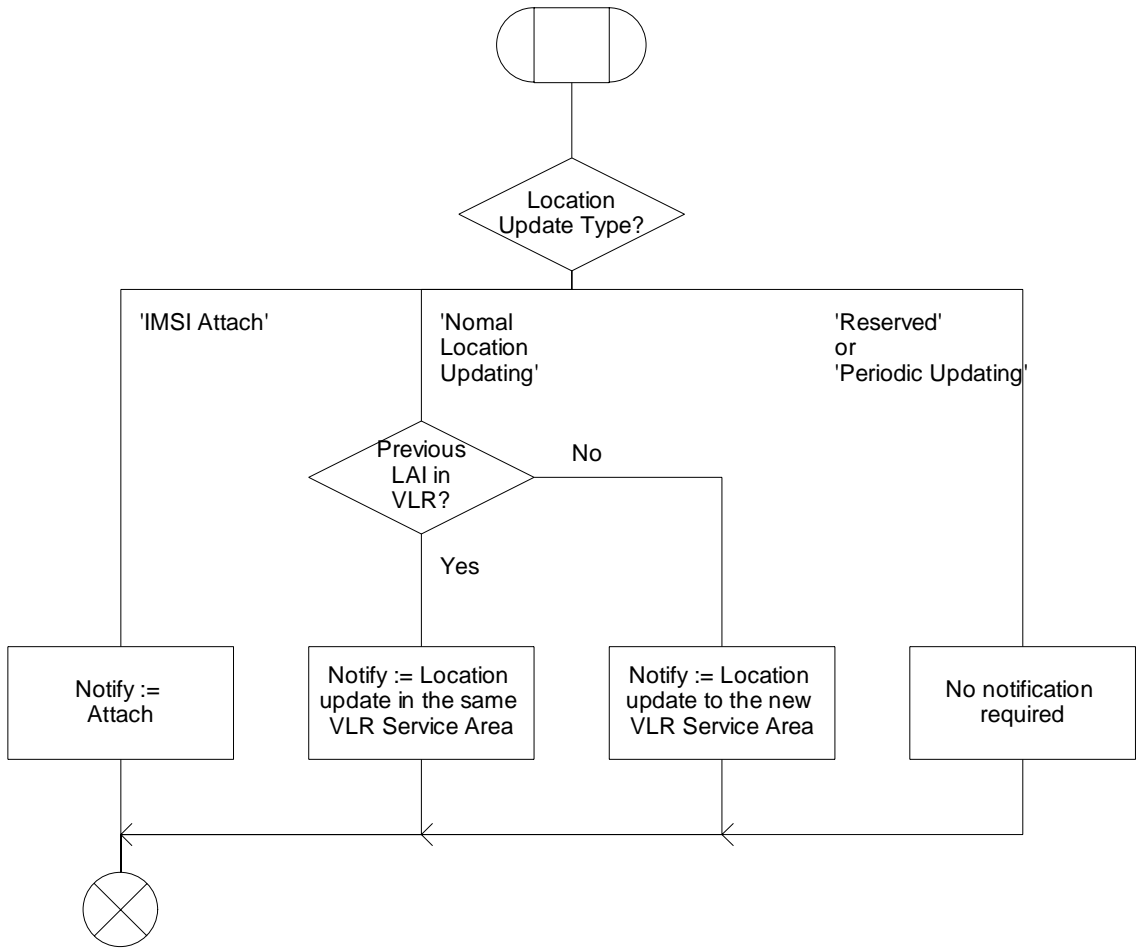 Location
Update Type?
'IMSI Attach'
'Nomal
Location
Updating'
'Reserved'
or
'Periodic Updating'
Previous
LAI in
VLR?
No
Yes
Notify :=
Attach
Notify := Location
update in the same
VLR Service Area
Notify := Location
update to the new
VLR Service Area
No notification
required